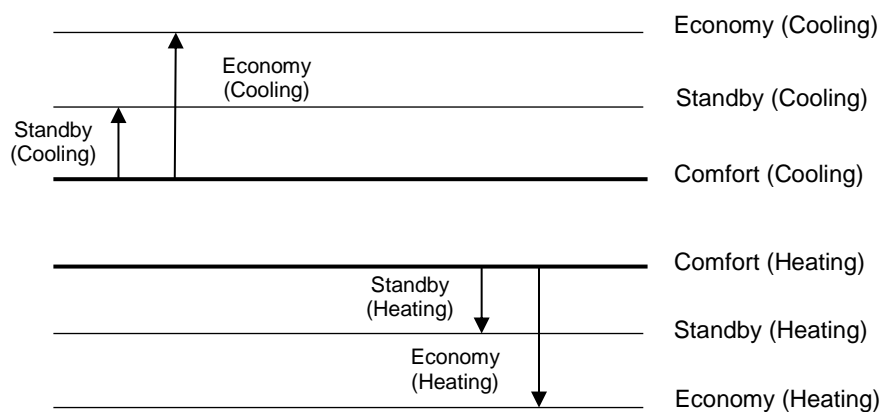 Economy (Cooling)
Economy
(Cooling)
Standby (Cooling)
Standby
(Cooling)
Comfort (Cooling)
Comfort (Heating)
Standby
(Heating)
Standby (Heating)
Economy
(Heating)
Economy (Heating)